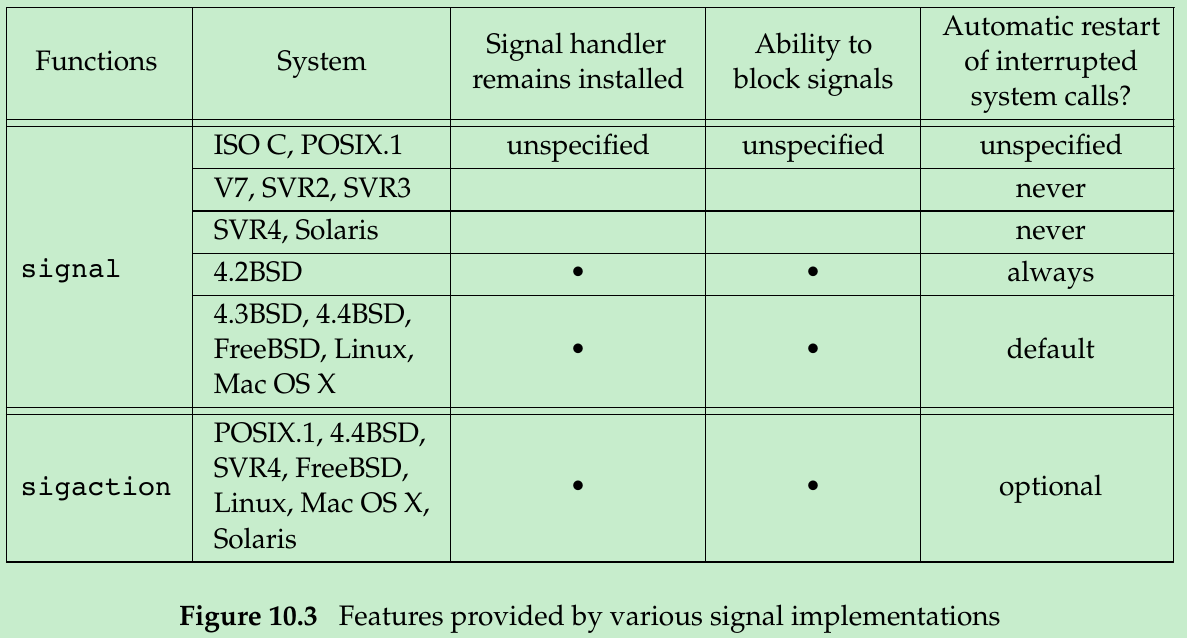 Functions System Signal handler remains installed Ability to block signals Automatic restart of interrupted system calls?
signal
ISO C, POSIX.1 unspecified unspecified unspecified
V7, SVR2, SVR3 never
SVR4, Solaris never
4.2BSD • • always
4.3BSD, 4.4BSD,
FreeBSD, Linux, • • default
Mac OS X
sigaction
POSIX.1, 4.4BSD,
SVR4, FreeBSD,
Linux, Mac OS X, • • optional
Solaris
Figure 10.3 Features provided by various signal implementations